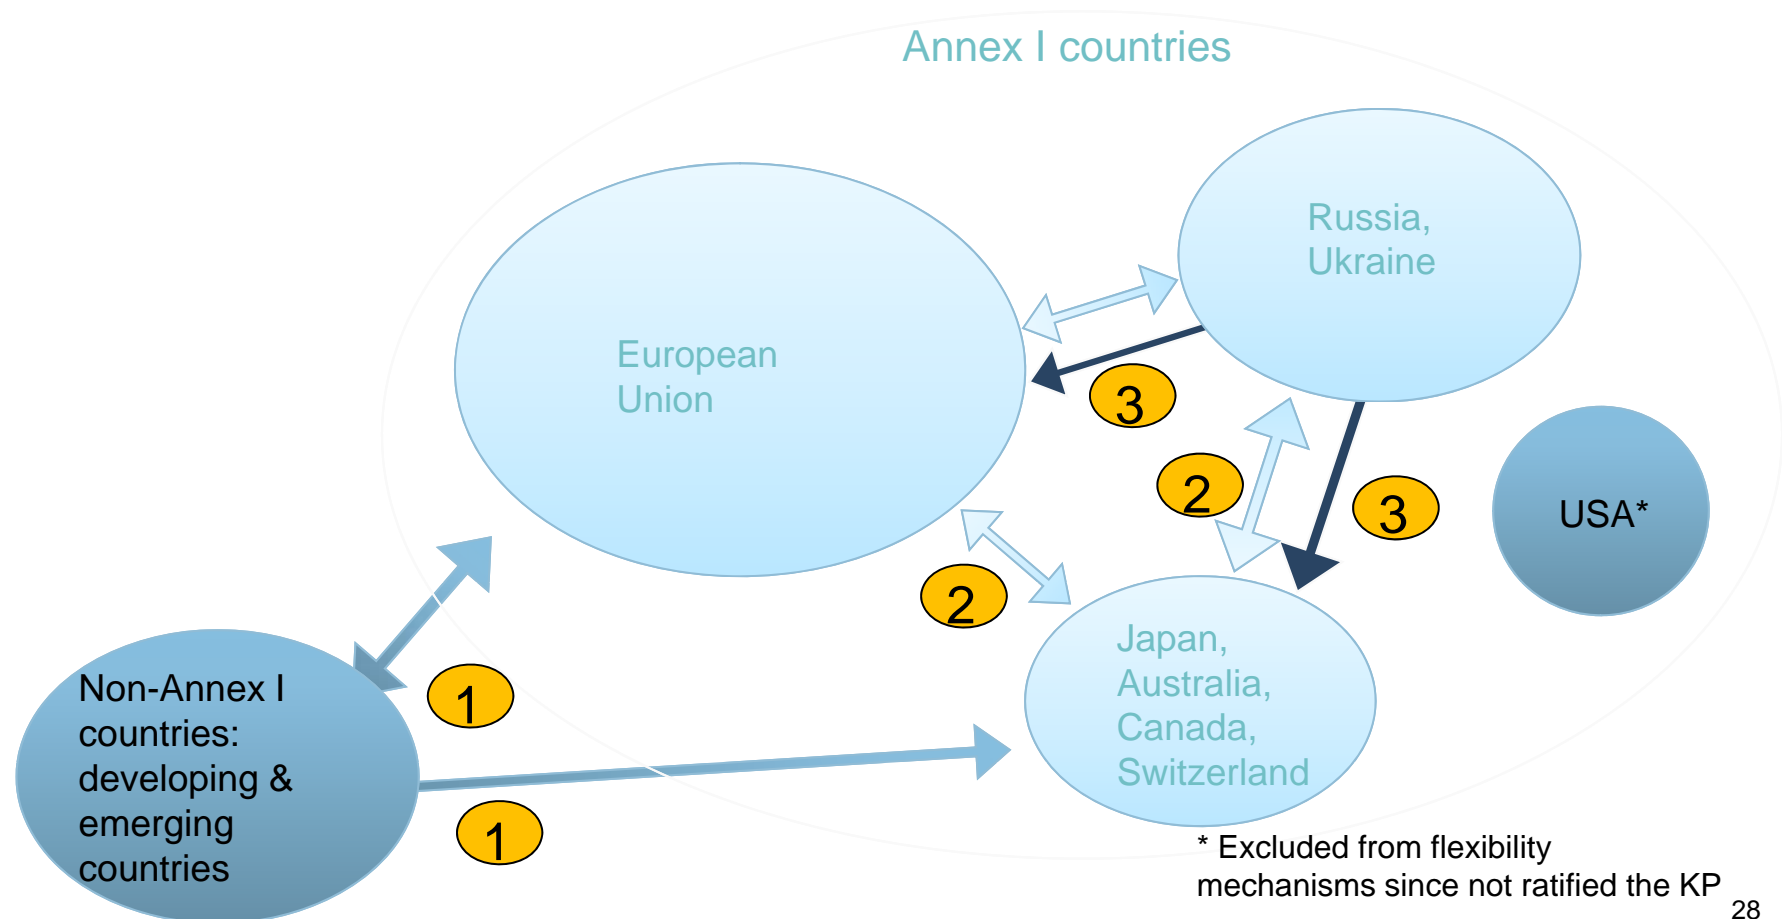 Annex I countries
Russia,
Ukraine
European
Union
3
2
3
USA*
2
Japan,
Australia,
Canada,
Switzerland
Non-Annex I
countries:
developing &
emerging
countries
1
1
* Excluded from flexibility
mechanisms since not ratified the KP
28